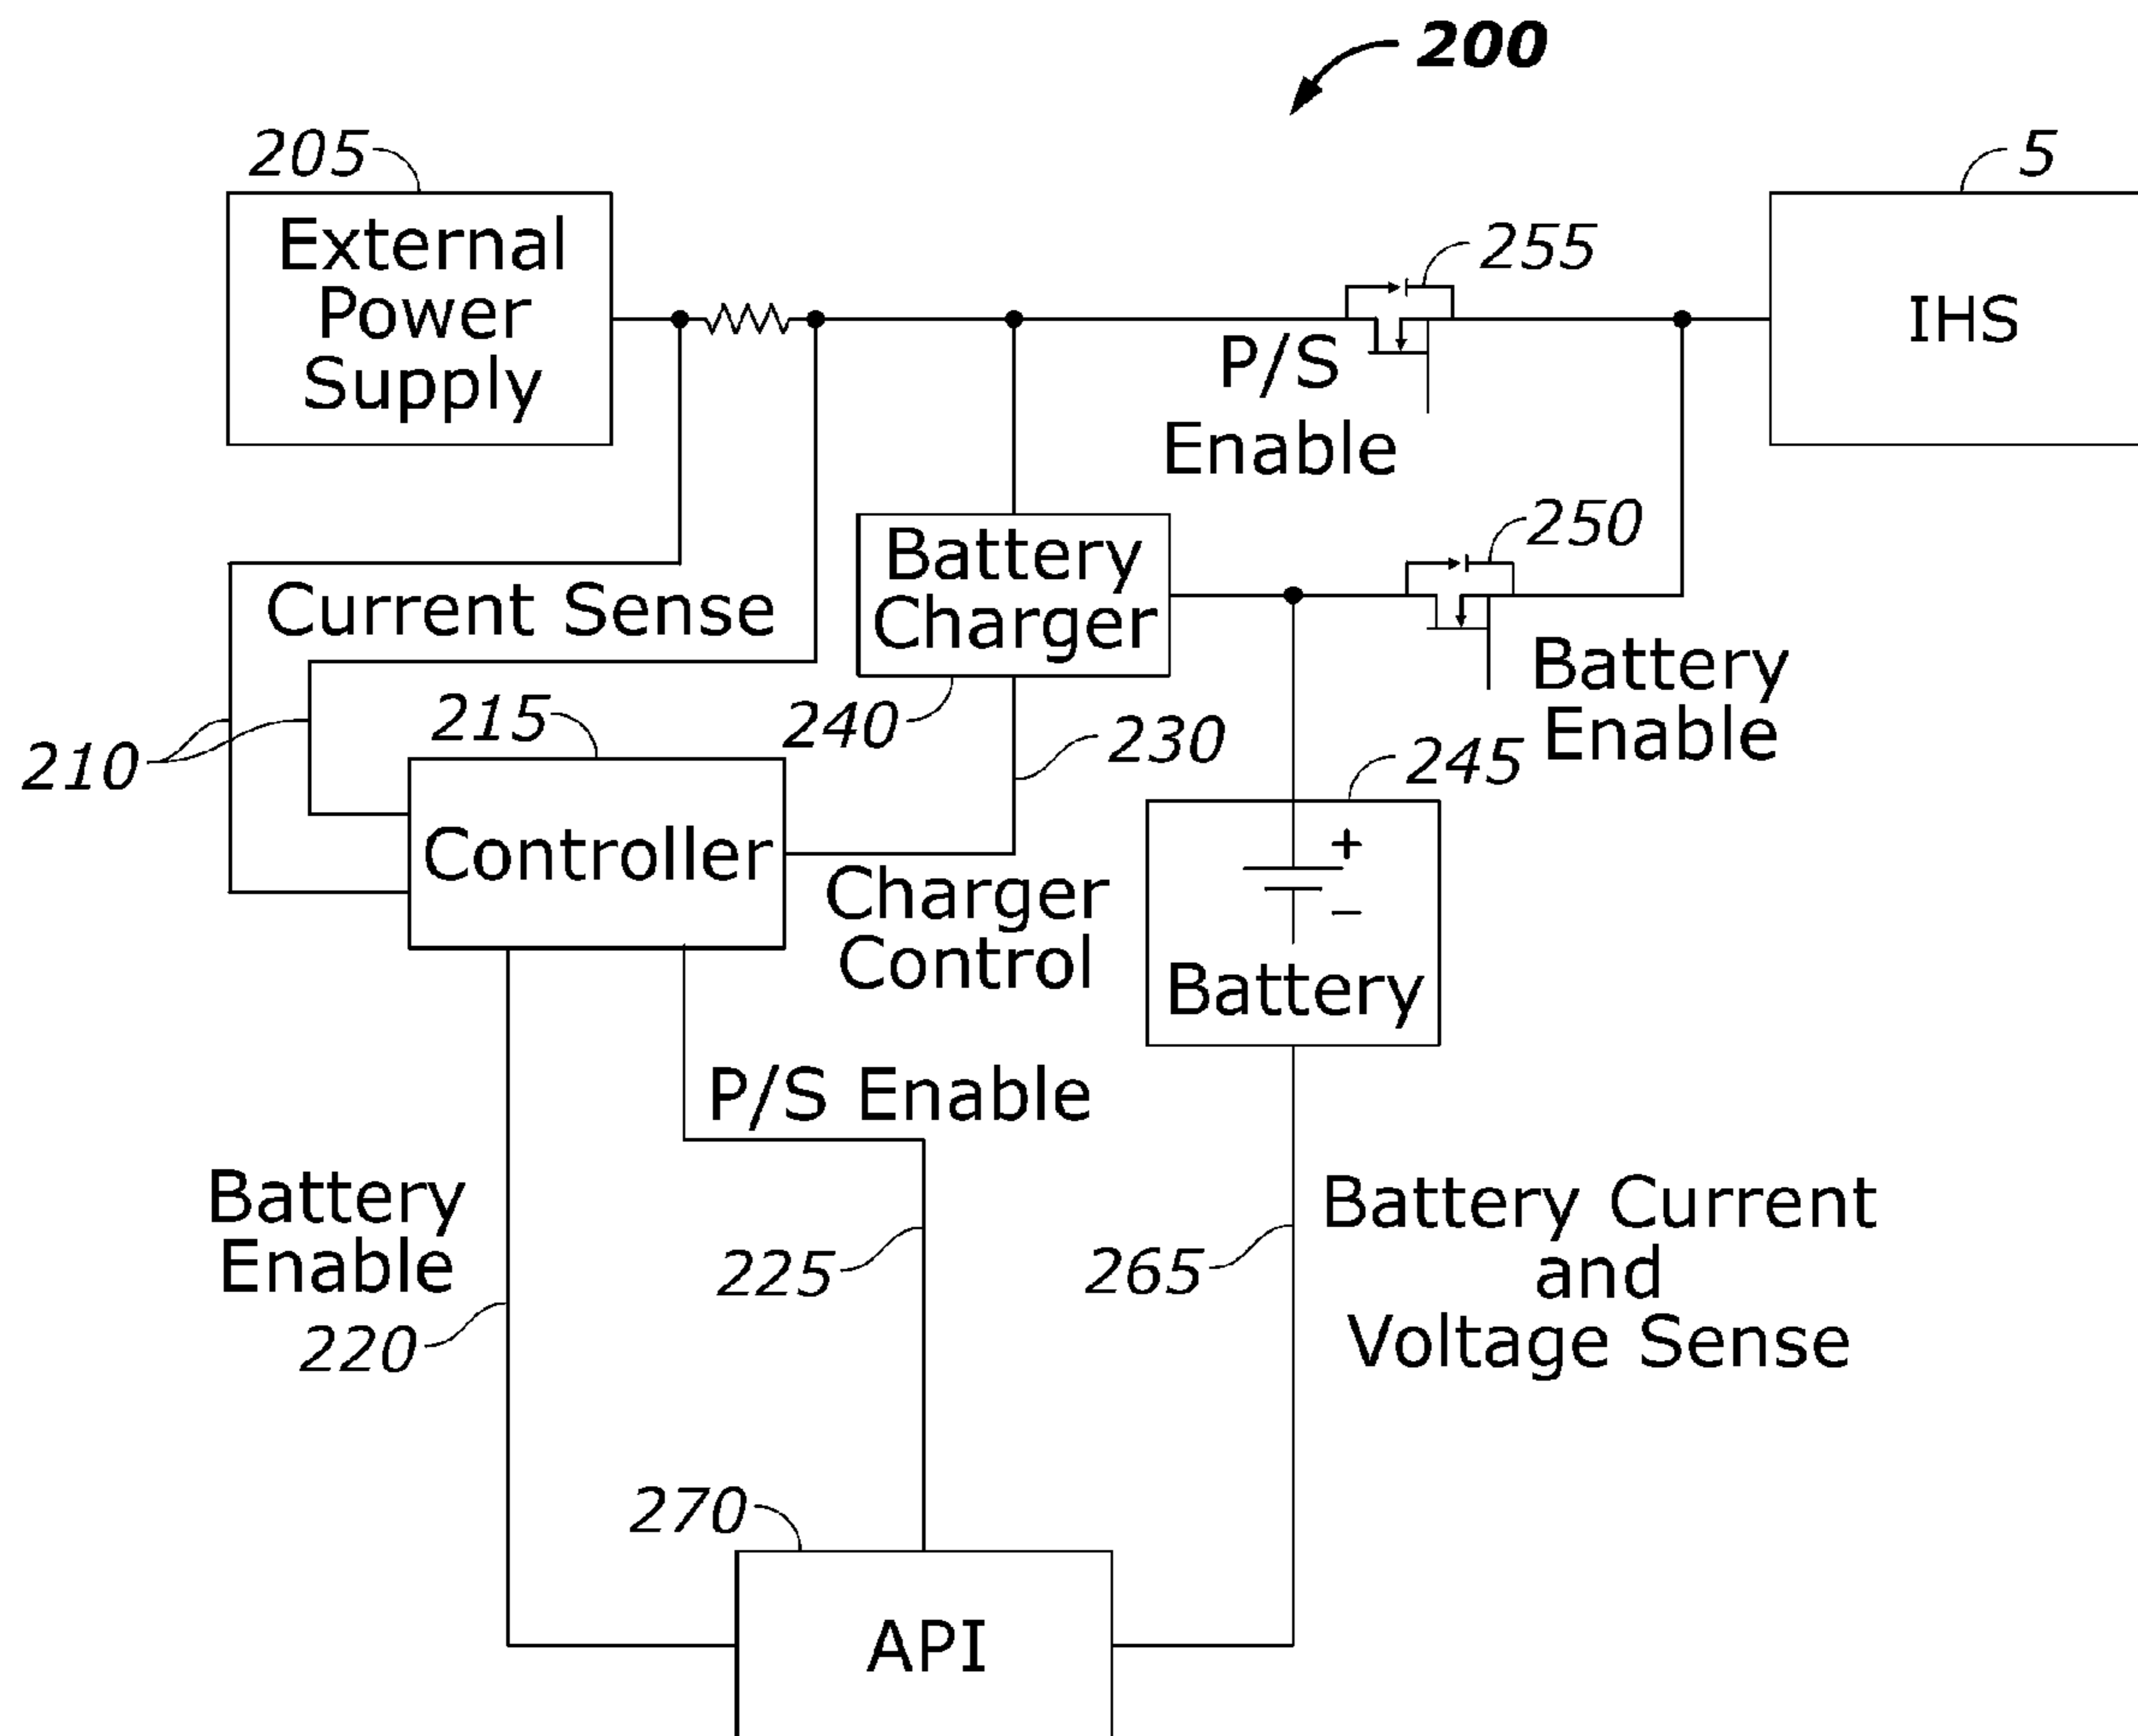 200
205
5
External
Power
Supply
255
IHS
P/S
Enable
250
Battery
Charger
Current Sense
Battery
Enable
215
240
230
245
210
+
Controller
Charger
Control
–
Battery
P/S Enable
Battery
Enable
220
225
265
Battery Current
and
Voltage Sense
270
API